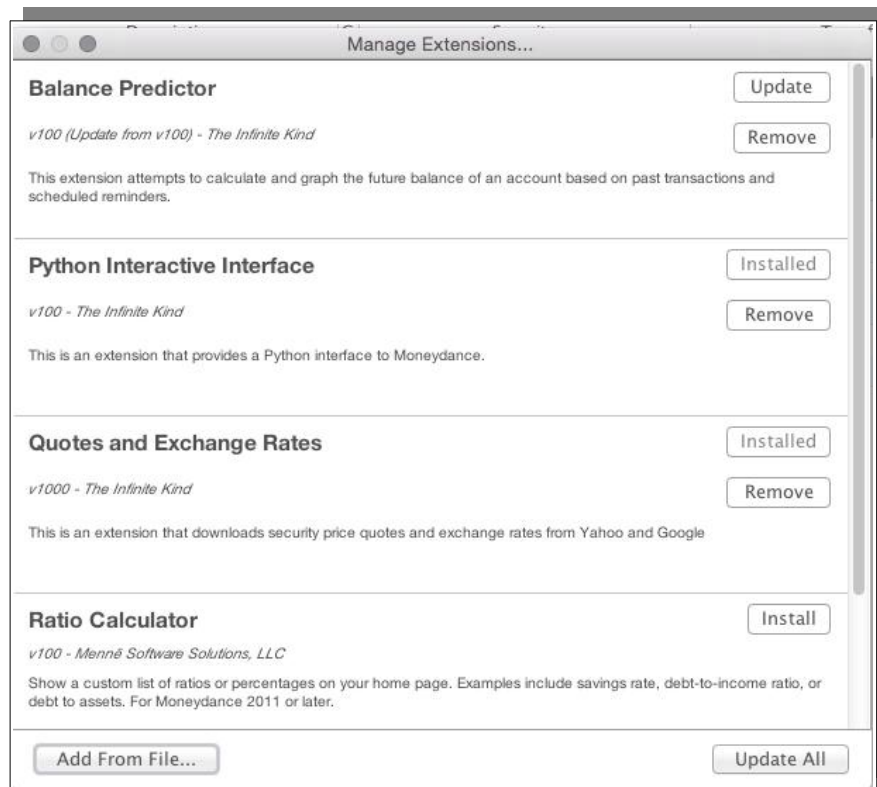 Manage Extensions...
Balance Predictor
Update
v100 (Update from v100) - The Infinite Kind
Remove
This extension attempts to calculate and graph the future balance of an account based on past transactions and
scheduled reminders.
Python Interactive Interface
Installed
v100 - The Infinite Kind
Remove
This is an extension that provides a Python interface to Moneydance.
Quotes and Exchange Rates
Installed
v1000 - The Infinite Kind
Remove
This is an extension that downloads security price quotes and exchange rates from Yahoo and Google
Ratio Calculator
Install
v100 - Mennē Software Solutions, LLC
Show a custom list of ratios or percentages on your home page. Examples include savings rate, debt-to-income ratio, or
debt to assets. For Moneydance 2011 or later.
Add From File...
Update All